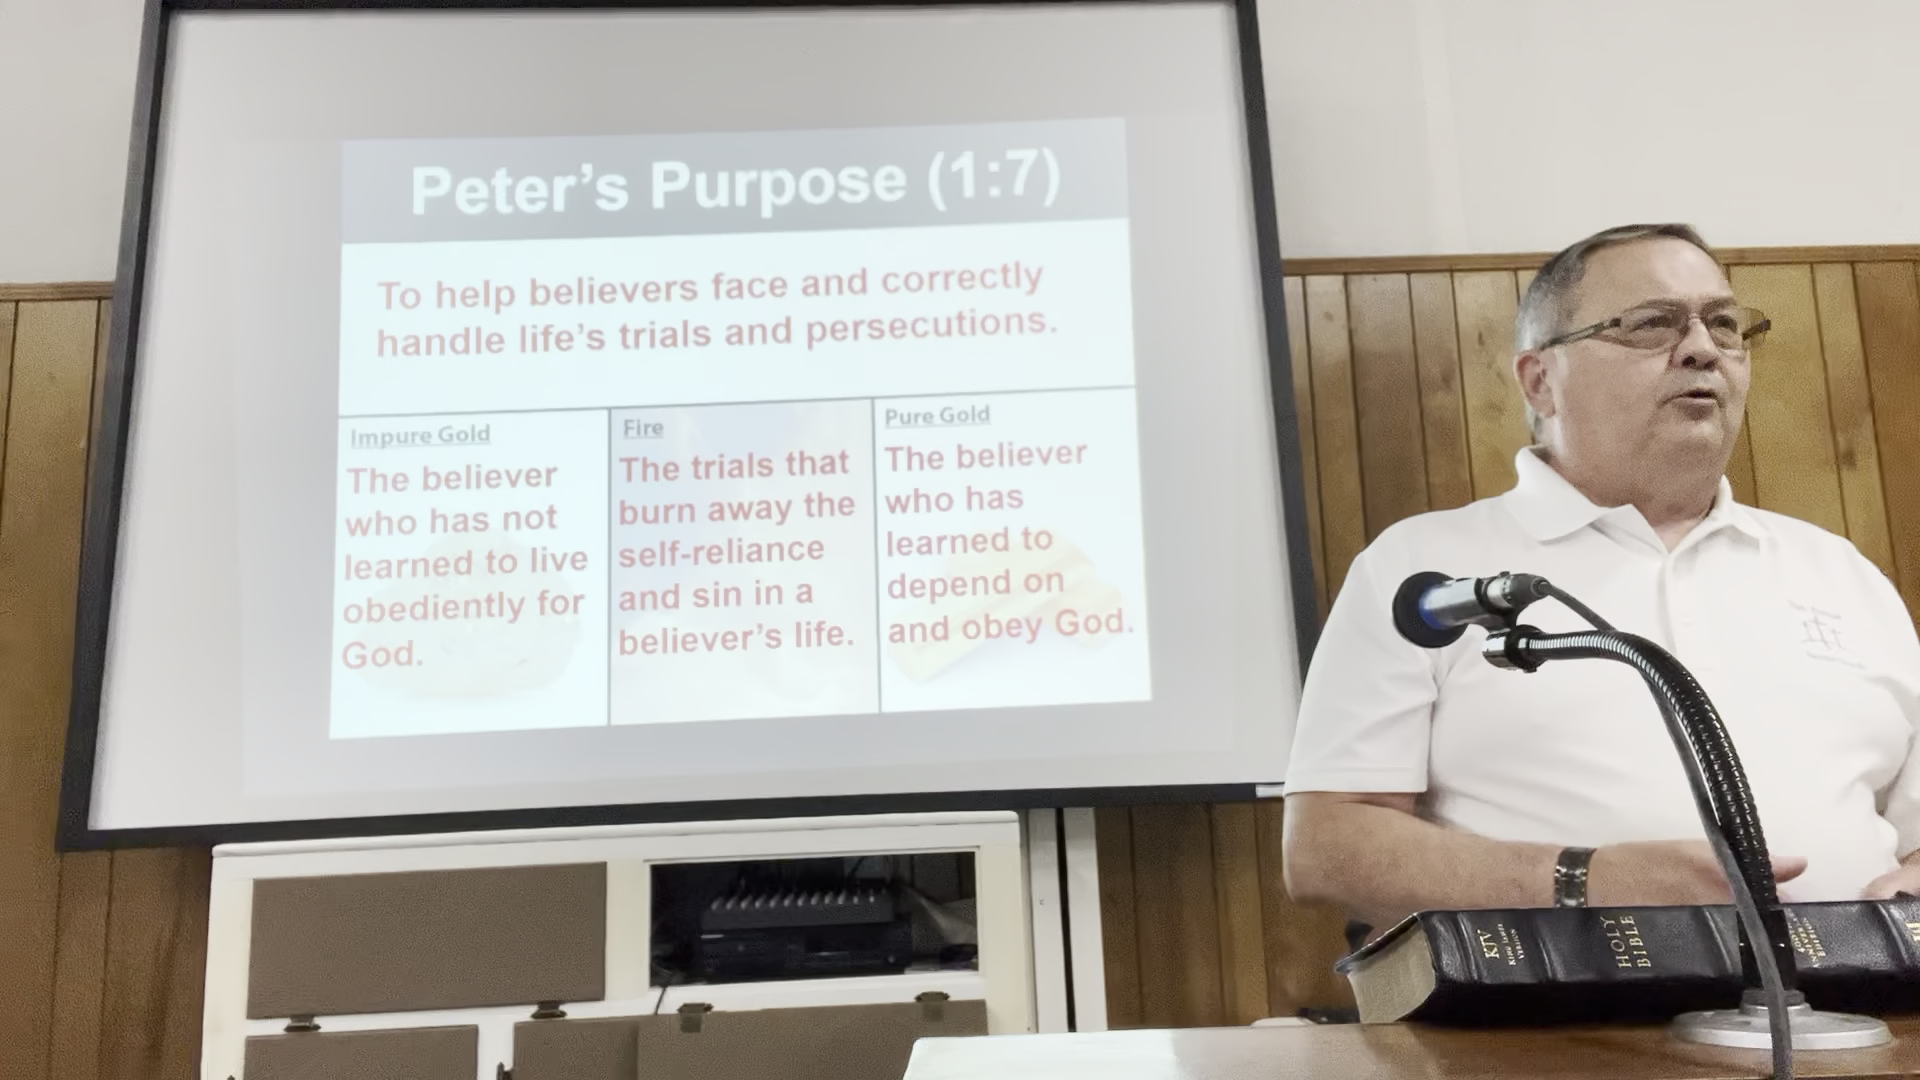 Peter's Purpose (1:7)
To help believers face and correctly
handle life's trials and persecutions.
Impure Gold
The believer
who has not
learned to live
obediently for
God.
Fire
The trials that
burn away the
self-reliance
and sin in a
believer's life.
Pure Gold
The believer
who has
learned to
depend on
and obey God.
KJV
KING JAMES
VERSION
HOLY
BIBLE